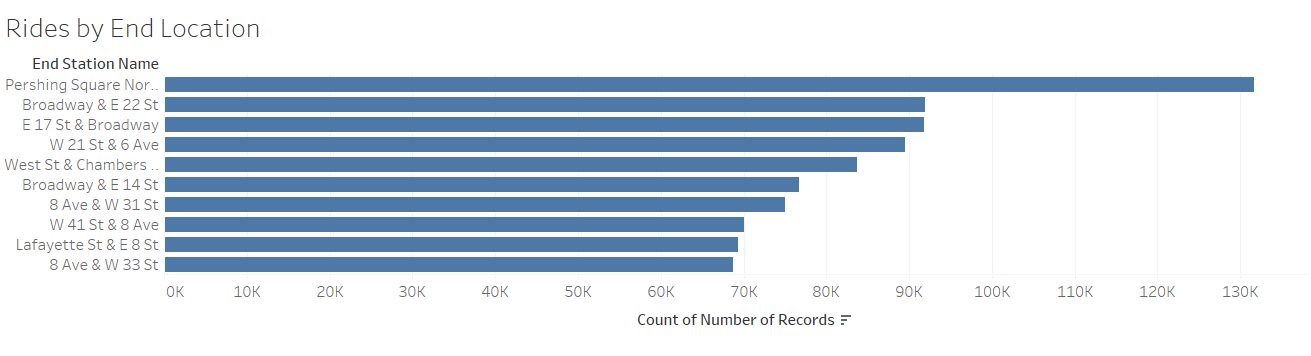 Rides by End Location
End Station Name
Pershing Square Nor..
Broadway & E 22 St
E 17 St & Broadway
W 21 St & 6 Ave
West St & Chambers ..
Broadway & E 14 St
8 Ave & W 31 St
W 41 St & 8 Ave
Lafayette St & E 8 St
8 Ave & W 33 St
0K 10K 20K 30K 40K 50K 60K 70K 80K 90K 100K 110K 120K 130K
Count of Number of Records